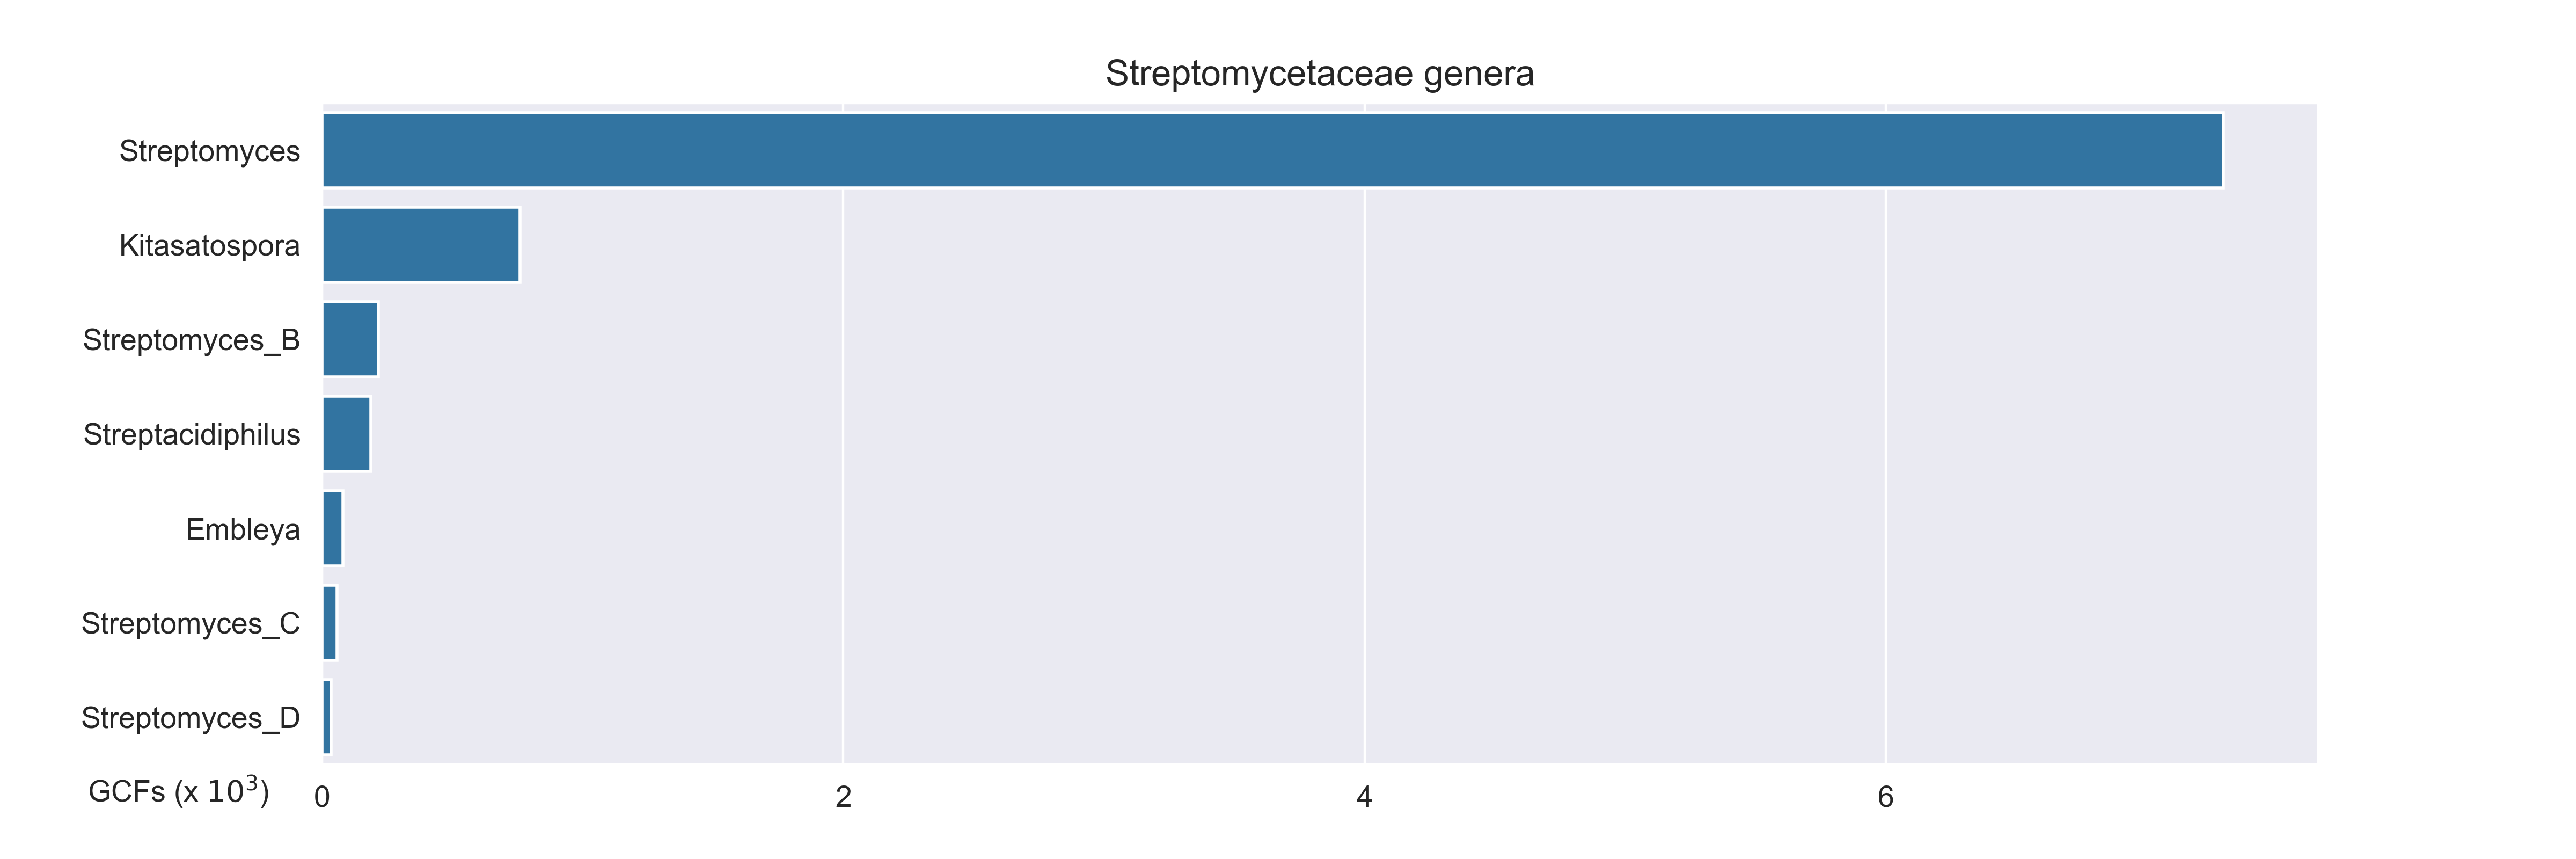 Streptomycetaceae genera
Streptomyces
Kitasatospora
Streptomyces_B
Streptacidiphilus
Embleya
Streptomyces_C
Streptomyces_D
GCFs (x 10³) 0 2 4 6